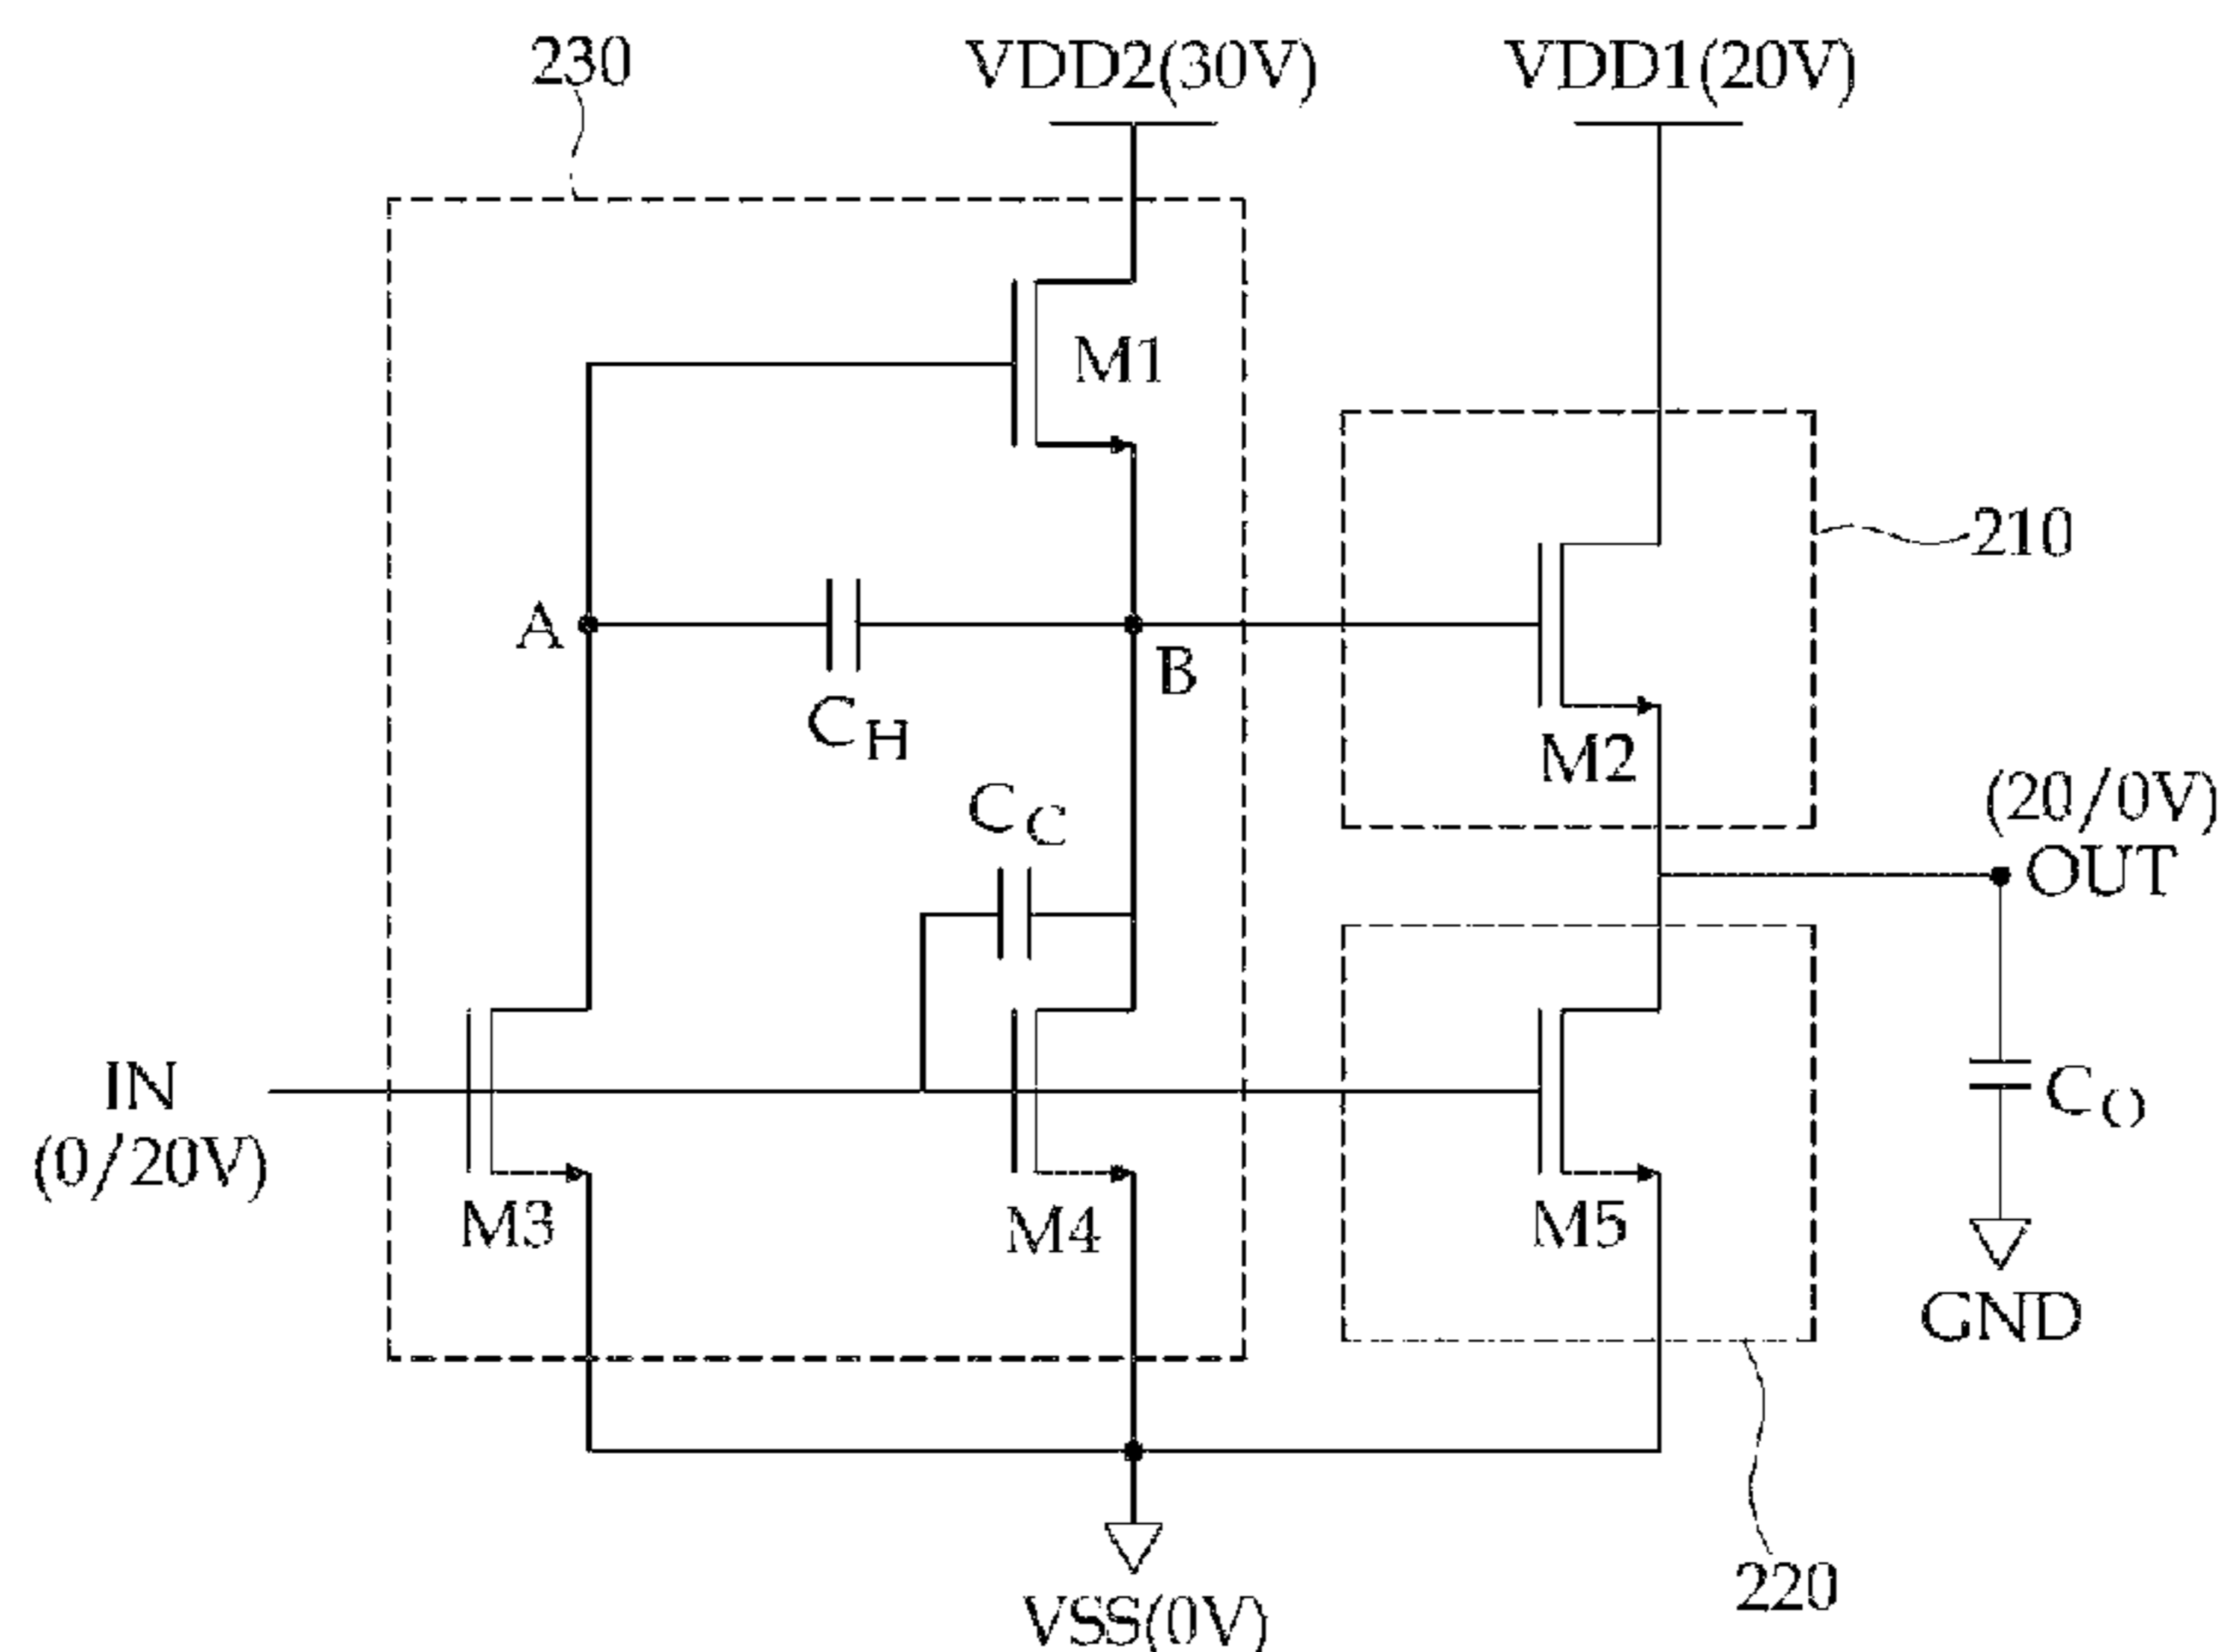 230
VDD2(30V)
VDD1(20V)
M1
210
A
B
C_H
M2
C_C
(20/0V)
OUT
IN
(0/20V)
M3
M4
M5
C_O
GND
VSS(0V)
220